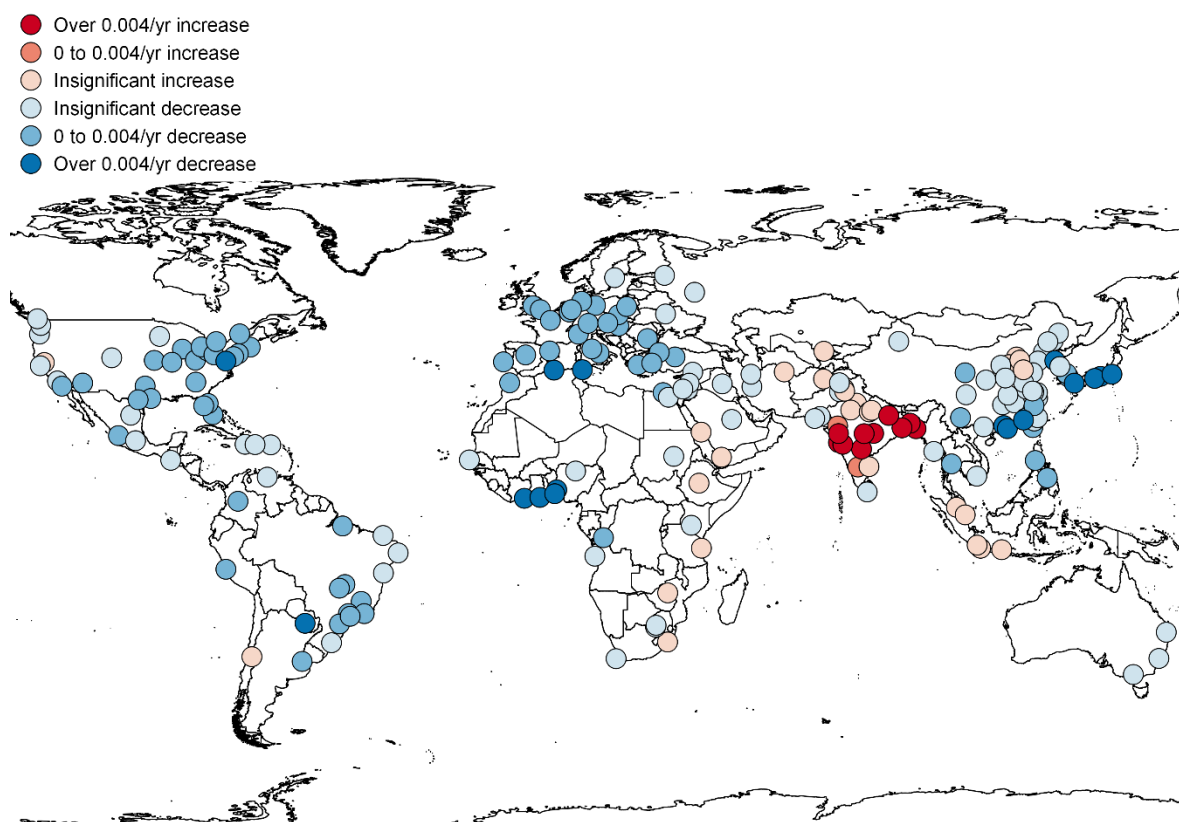 Over 0.004/yr increase
0 to 0.004/yr increase
Insignificant increase
Insignificant decrease
0 to 0.004/yr decrease
Over 0.004/yr decrease